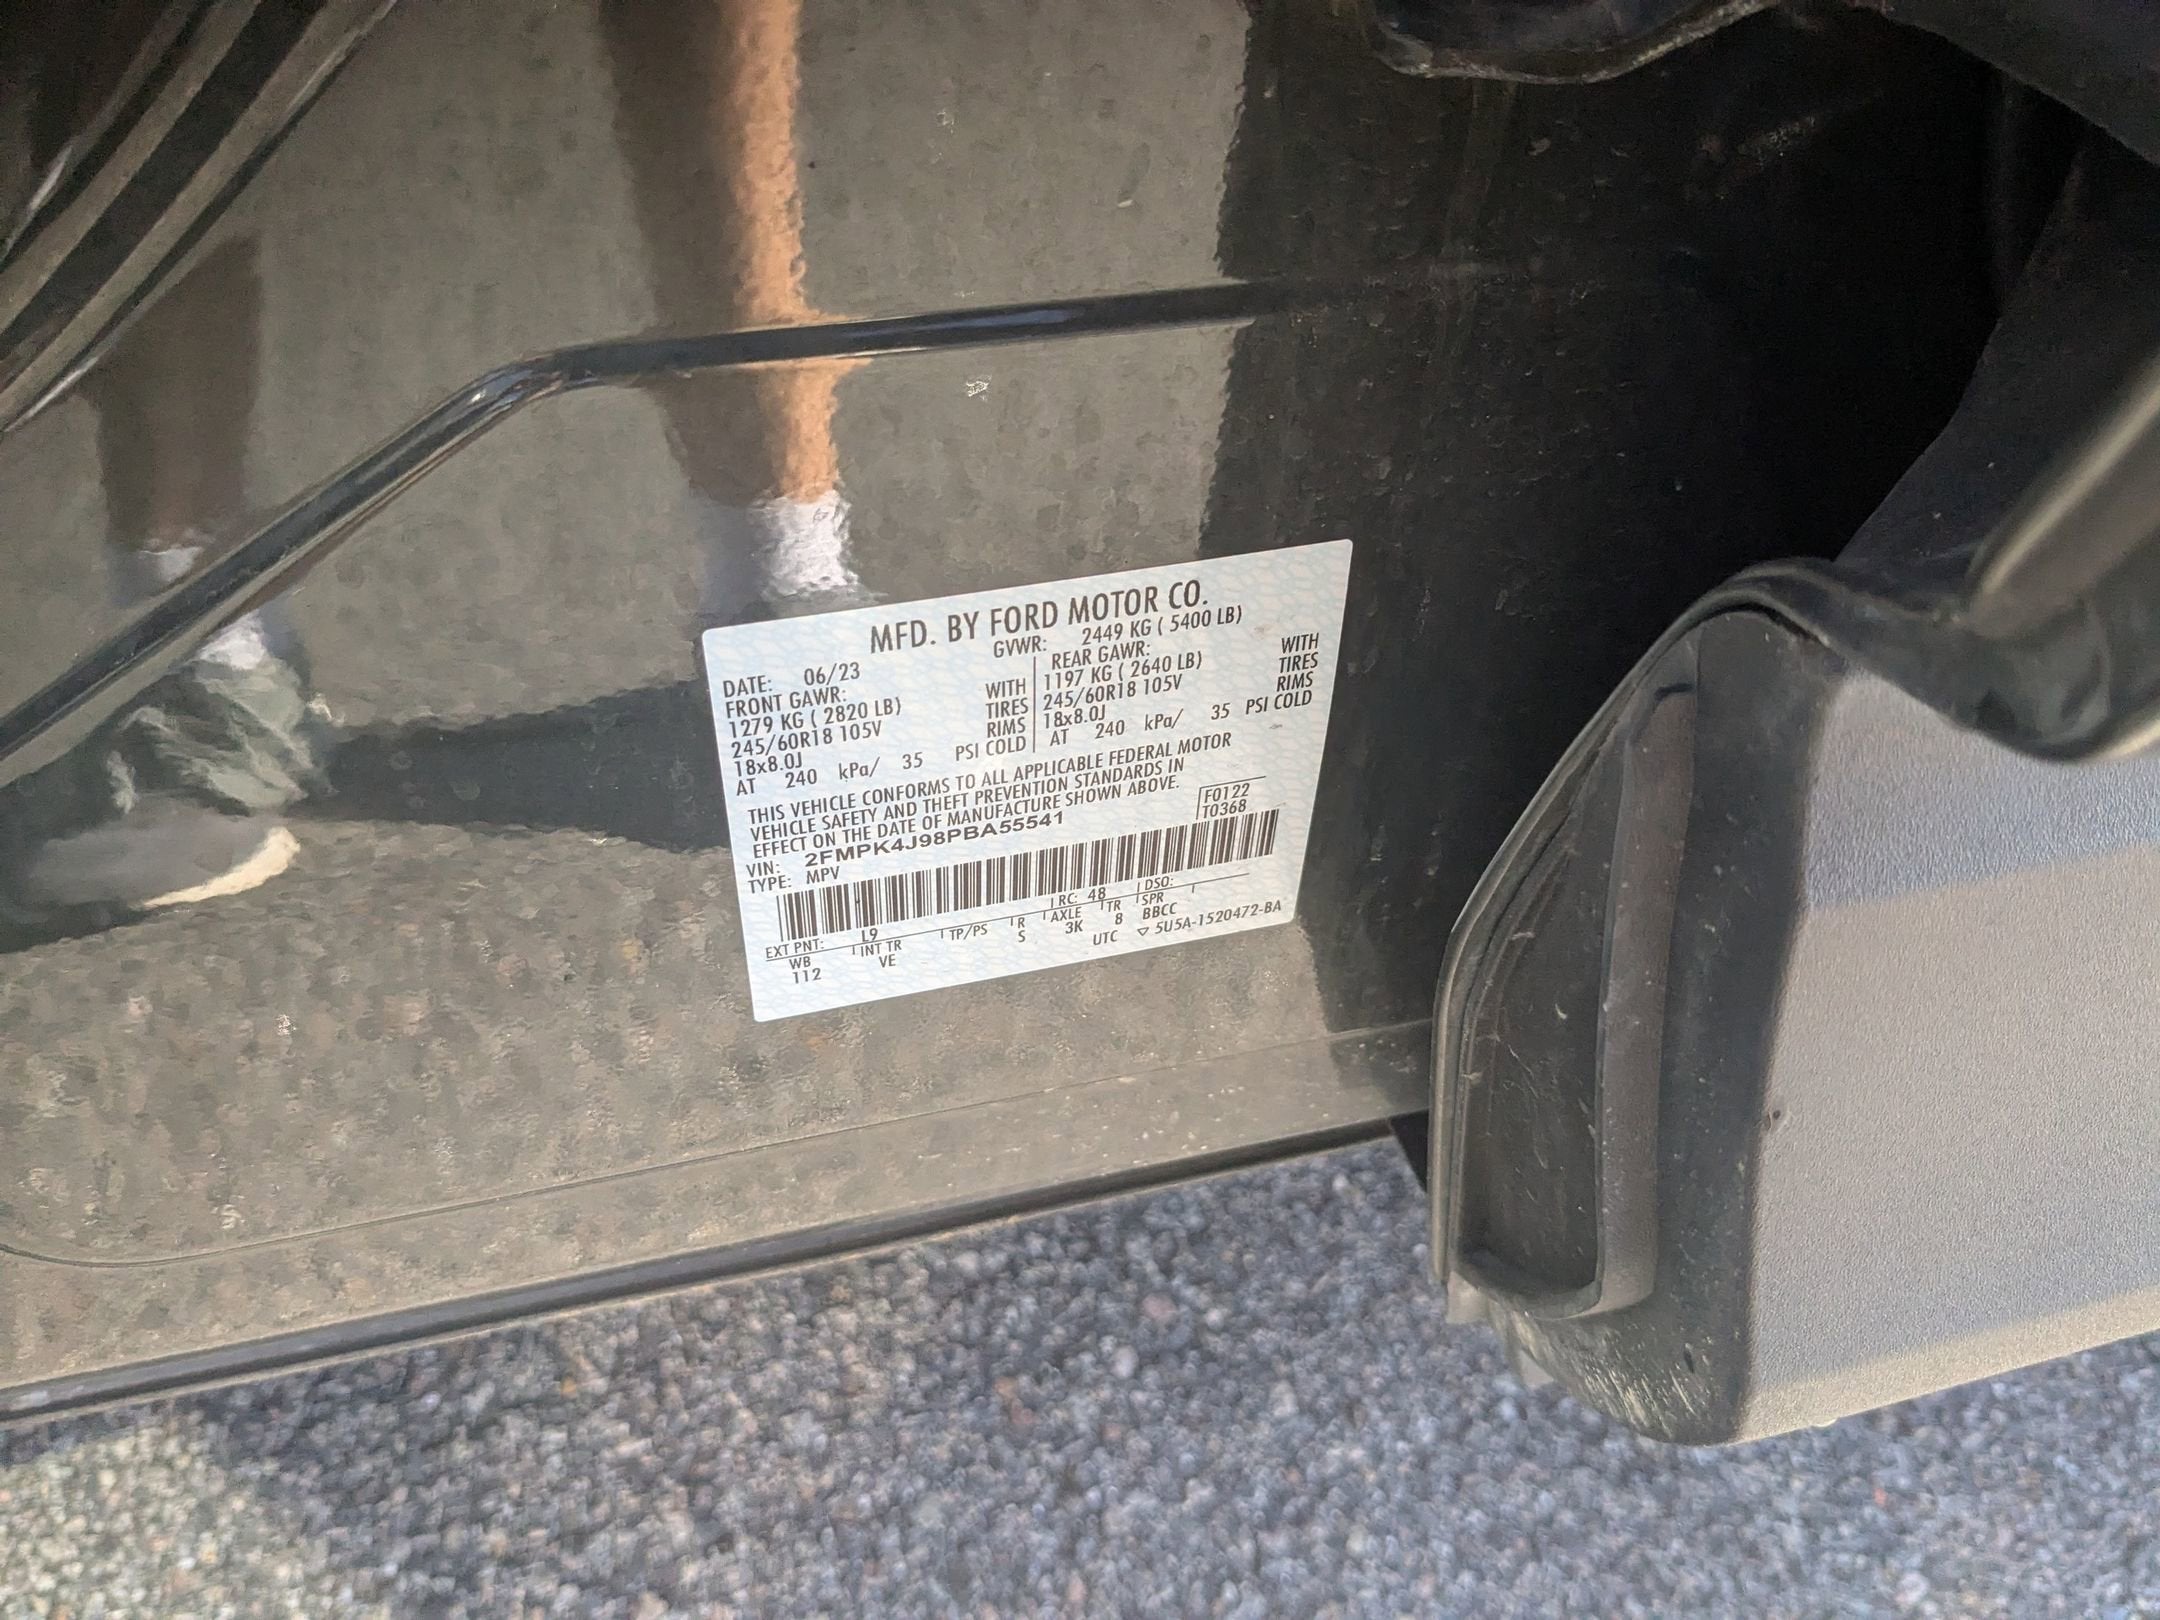 MFD. BY FORD MOTOR CO.
DATE: 06/23 GVWR: 2449 KG ( 5400 LB)
FRONT GAWR: REAR GAWR:
1279 KG ( 2820 LB) WITH 1197 KG ( 2640 LB) WITH
245/60R18 105V TIRES 245/60R18 105V TIRES
18x8.0J RIMS 18x8.0J RIMS
AT 240 kPa/ 35 PSI COLD AT 240 kPa/ 35 PSI COLD
THIS VEHICLE CONFORMS TO ALL APPLICABLE FEDERAL MOTOR
VEHICLE SAFETY AND THEFT PREVENTION STANDARDS IN
EFFECT ON THE DATE OF MANUFACTURE SHOWN ABOVE.
VIN: 2FMPK4J98PBA55541 F0122
TYPE: MPV T0368
EXT PNT: L9 RC: 48 DSO:
WB INT TR TP/PS R AXLE TR SPR
112 VE S 3K 8 BBCC
UTC ▽ 5U5A-1520472-BA